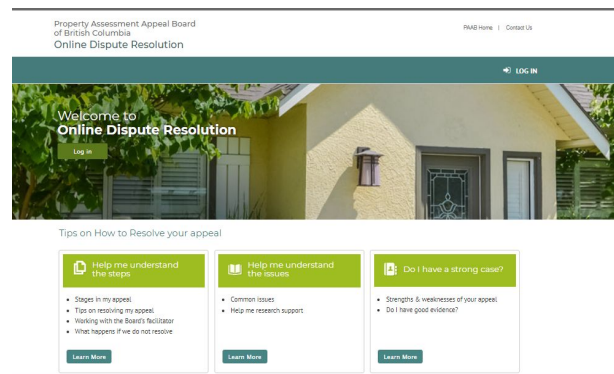 Property Assessment Appeal Board
of British Columbia
Online Dispute Resolution
PAAB Home | Contact Us
LOG IN
Welcome to
Online Dispute Resolution
Log in
Tips on How to Resolve your appeal
Help me understand
the steps
• Stages in my appeal
• Tips on resolving my appeal
• Working with the Board's facilitator
• What happens if we do not resolve
Learn More
Help me understand
the issues
• Common issues
• Help me research support
Learn More
Do I have a strong case?
• Strengths & weaknesses of your appeal
• Do I have good evidence?
Learn More